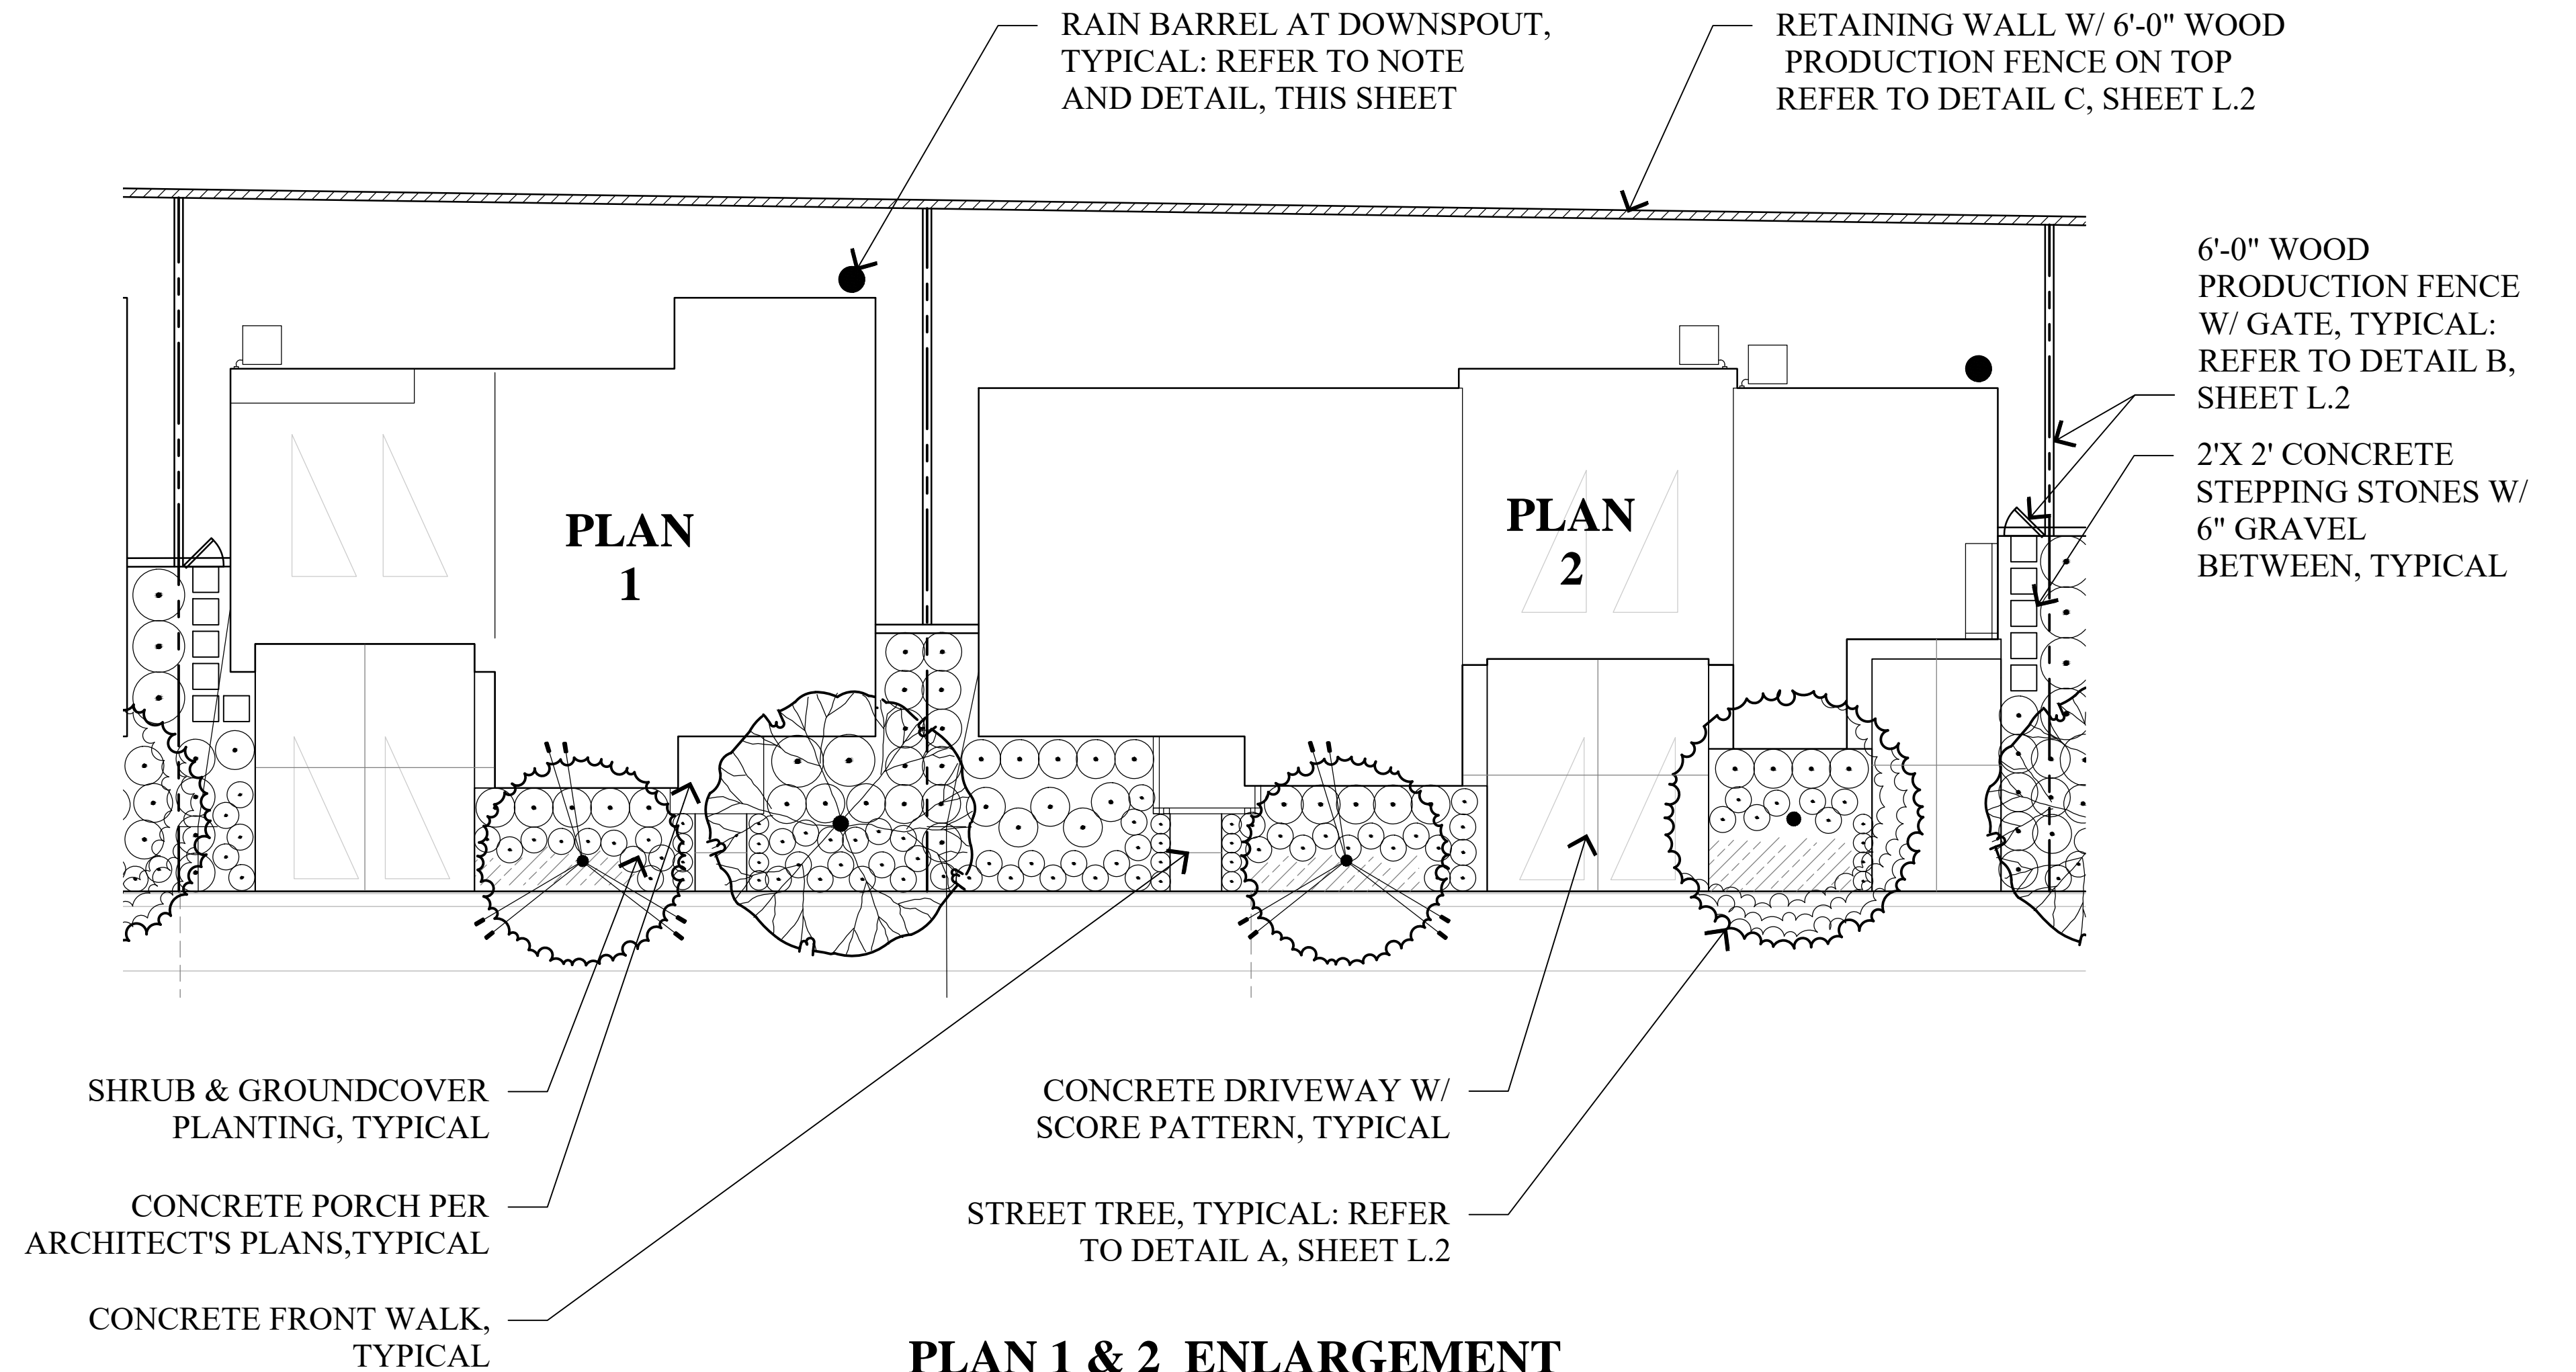 RAIN BARREL AT DOWNSPOUT,
TYPICAL: REFER TO NOTE
AND DETAIL, THIS SHEET
RETAINING WALL W/ 6'-0" WOOD
PRODUCTION FENCE ON TOP
REFER TO DETAIL C, SHEET L.2
6'-0" WOOD
PRODUCTION FENCE
W/ GATE, TYPICAL:
REFER TO DETAIL B,
SHEET L.2
2'X 2' CONCRETE
STEPPING STONES W/
6" GRAVEL
BETWEEN, TYPICAL
PLAN
1
PLAN
2
SHRUB & GROUNDCOVER
PLANTING, TYPICAL
CONCRETE PORCH PER
ARCHITECT'S PLANS,TYPICAL
CONCRETE FRONT WALK,
TYPICAL
CONCRETE DRIVEWAY W/
SCORE PATTERN, TYPICAL
STREET TREE, TYPICAL: REFER
TO DETAIL A, SHEET L.2
PLAN 1 & 2 ENLARGEMENT